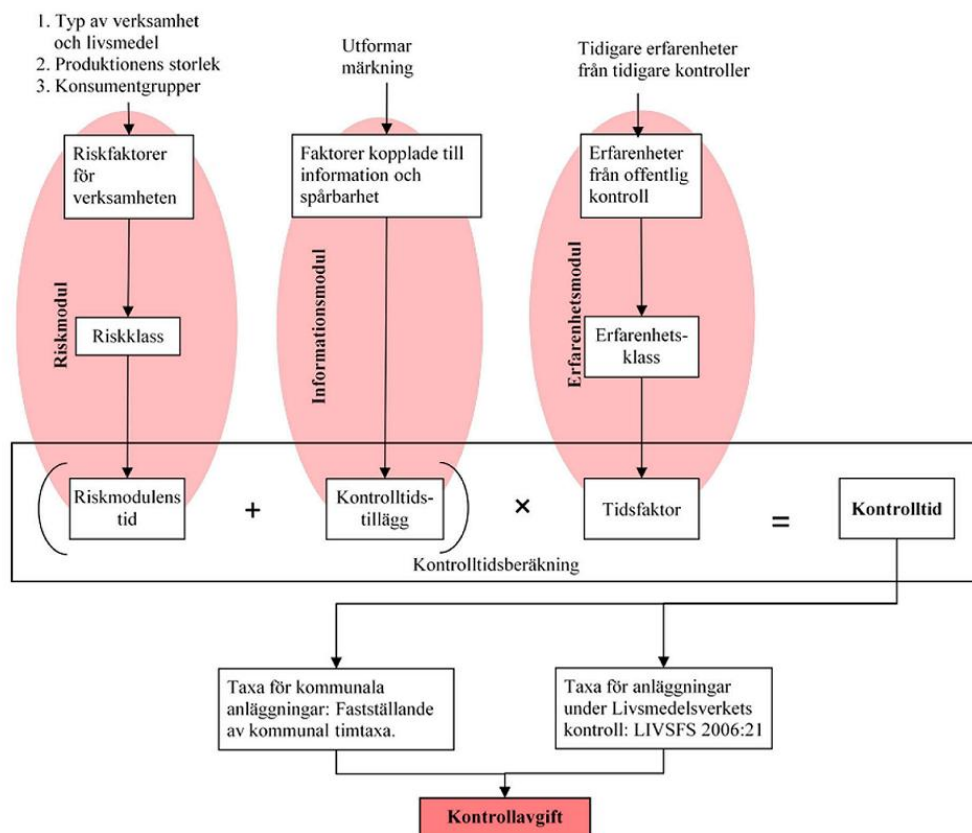 1. Typ av verksamhet
och livsmedel
2. Produktionens storlek
3. Konsumentgrupper
Utformar
märkning
Tidigare erfarenheter
från tidigare kontroller
Riskfaktorer
för
verksamheten
Faktorer kopplade till
information och
spårbarhet
Erfarenheter
från offentlig
kontroll
Riskmodul
Riskklass
Informationsmodul
Erfarenhetsmodul
Erfarenhets-
klass
(
Riskmodulens
tid
+
Kontrolltids-
tillägg
)
×
Tidsfaktor
=
Kontrolltid
Kontrolltidsberäkning
Taxa för kommunala
anläggningar: Fastställande
av kommunal timtaxa.
Taxa för anläggningar
under Livsmedelsverkets
kontroll: LIVSFS 2006:21
Kontrollavgift